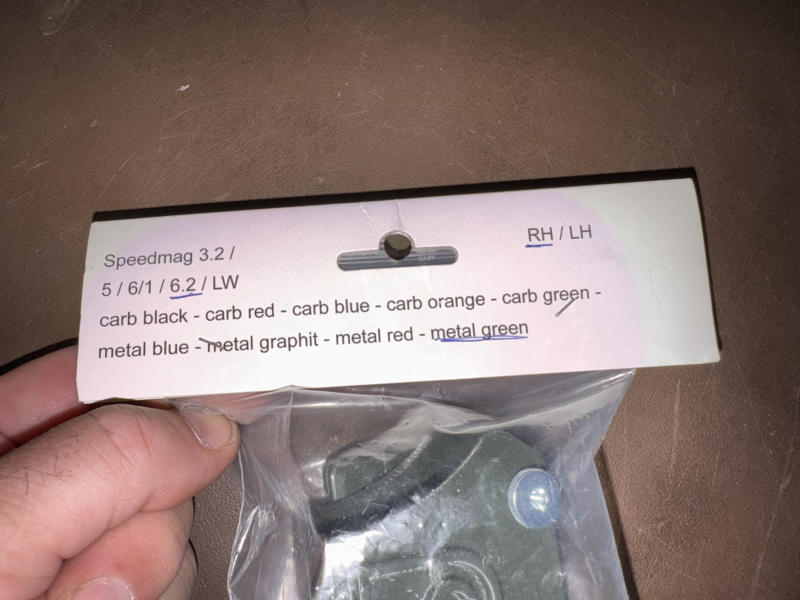 Speedmag 3.2 /
RH / LH
5 / 6/1 / 6.2 / LW
carb black - carb red - carb blue - carb orange - carb green -
metal blue - metal graphit - metal red - metal green